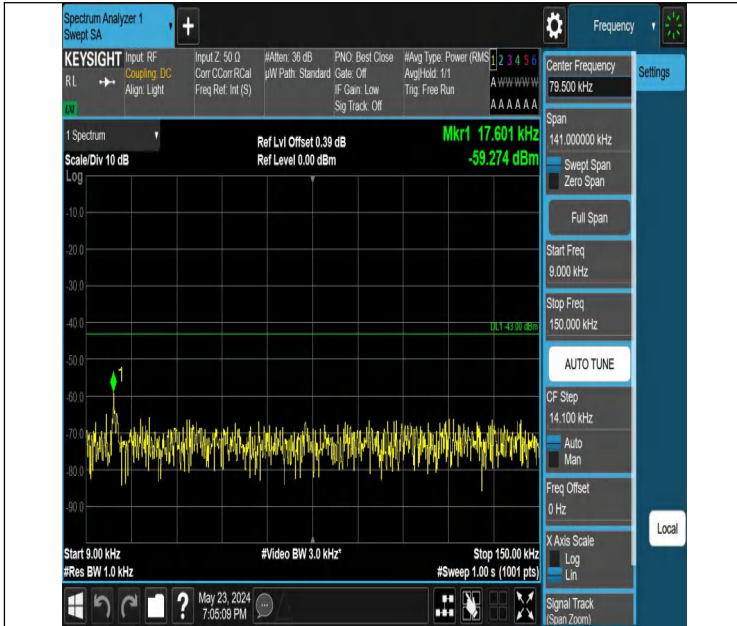 Spectrum Analyzer 1
Swept SA
+
Frequency
KEYSIGHT
RL
Input: RF
Coupling: DC
Align: Light
Input Z: 50 Ω
Corr CCorr RCal
Freq Ref: Int (S)
#Atten: 36 dB
µW Path: Standard
PNO: Best Close
Gate: Off
IF Gain: Low
Sig Track: Off
#Avg Type: Power (RMS
Avg|Hold: 1/1
Trig: Free Run
1 2 3 4 5 6
A W W W W W
A A A A A A
1 Spectrum
Scale/Div 10 dB
Log
Ref Lvl Offset 0.39 dB
Ref Level 0.00 dBm
Mkr1 17.601 kHz
-59.274 dBm
-10.0
-20.0
-30.0
-40.0
DL1 -43.00 dBm
-50.0
1
-60.0
-70.0
-80.0
-90.0
Start 9.00 kHz
#Video BW 3.0 kHz*
Stop 150.00 kHz
#Res BW 1.0 kHz
#Sweep 1.00 s (1001 pts)
?
May 23, 2024
7:05:09 PM
Center Frequency
79.500 kHz
Settings
Span
141.000000 kHz
Swept Span
Zero Span
Full Span
Start Freq
9.000 kHz
Stop Freq
150.000 kHz
AUTO TUNE
CF Step
14.100 kHz
Auto
Man
Freq Offset
0 Hz
Local
X Axis Scale
Log
Lin
Signal Track
(Span Zoom)